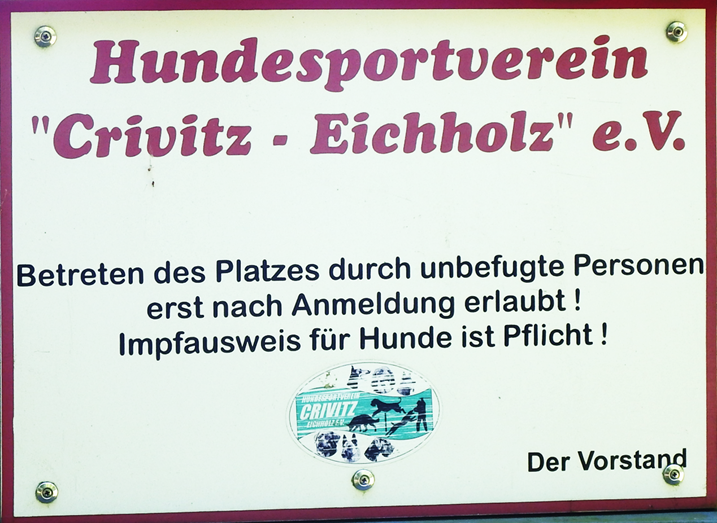 Hundesportverein
"Crivitz - Eichholz" e.V.
Betreten des Platzes durch unbefugte Personen
erst nach Anmeldung erlaubt !
Impfausweis für Hunde ist Pflicht !
HUNDESPORTVEREIN
CRIVITZ
EICHHOLZ E.V.
Der Vorstand